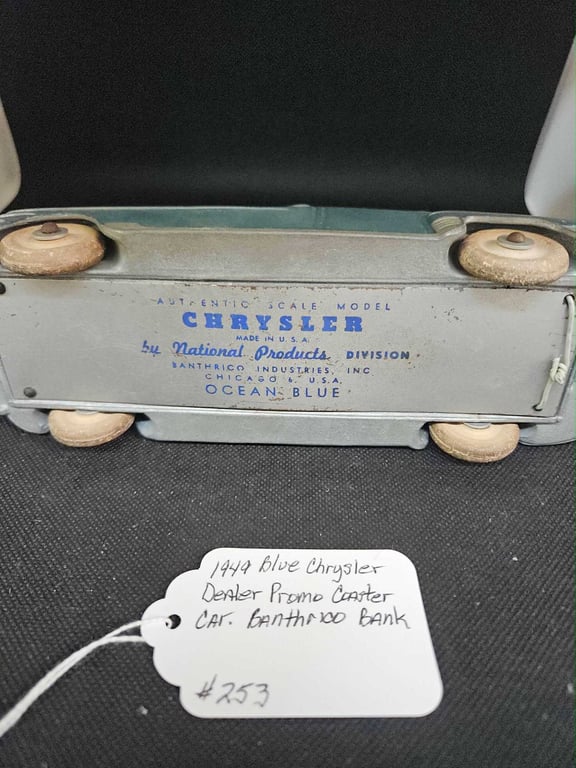 AUTHENTIC SCALE MODEL
CHRYSLER
MADE IN U.S.A.
by National Products DIVISION
BANTHRICO INDUSTRIES, INC
CHICAGO 6, U.S.A.
OCEAN BLUE
1949 Blue Chrysler
Dealer Promo Coaster
Car. Banthrico Bank
#253